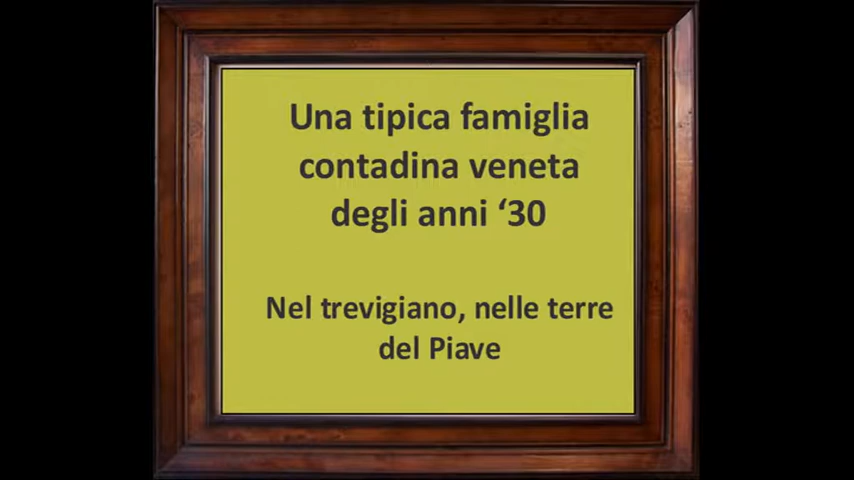 Una tipica famiglia
contadina veneta
degli anni ‘30
Nel trevigiano, nelle terre
del Piave